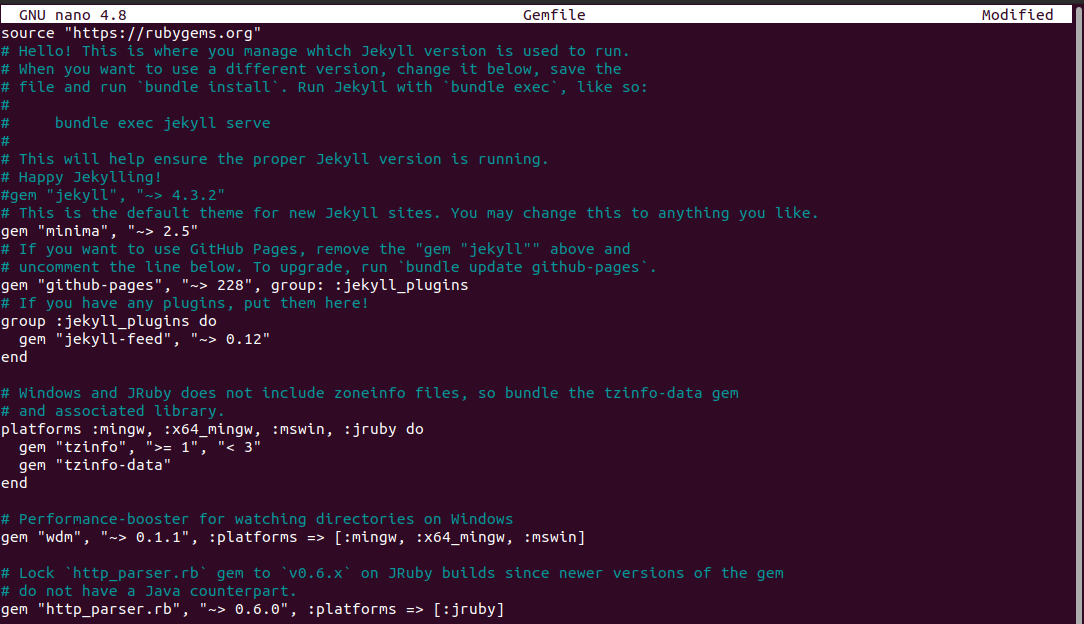 GNU nano 4.8 Gemfile Modified
source "https://rubygems.org"
# Hello! This is where you manage which Jekyll version is used to run.
# When you want to use a different version, change it below, save the
# file and run `bundle install`. Run Jekyll with `bundle exec`, like so:
#
#     bundle exec jekyll serve
#
# This will help ensure the proper Jekyll version is running.
# Happy Jekylling!
#gem "jekyll", "~> 4.3.2"
# This is the default theme for new Jekyll sites. You may change this to anything you like.
gem "minima", "~> 2.5"
# If you want to use GitHub Pages, remove the "gem "jekyll"" above and
# uncomment the line below. To upgrade, run `bundle update github-pages`.
gem "github-pages", "~> 228", group: :jekyll_plugins
# If you have any plugins, put them here!
group :jekyll_plugins do
  gem "jekyll-feed", "~> 0.12"
end

# Windows and JRuby does not include zoneinfo files, so bundle the tzinfo-data gem
# and associated library.
platforms :mingw, :x64_mingw, :mswin, :jruby do
  gem "tzinfo", ">= 1", "< 3"
  gem "tzinfo-data"
end

# Performance-booster for watching directories on Windows
gem "wdm", "~> 0.1.1", :platforms => [:mingw, :x64_mingw, :mswin]

# Lock `http_parser.rb` gem to `v0.6.x` on JRuby builds since newer versions of the gem
# do not have a Java counterpart.
gem "http_parser.rb", "~> 0.6.0", :platforms => [:jruby]